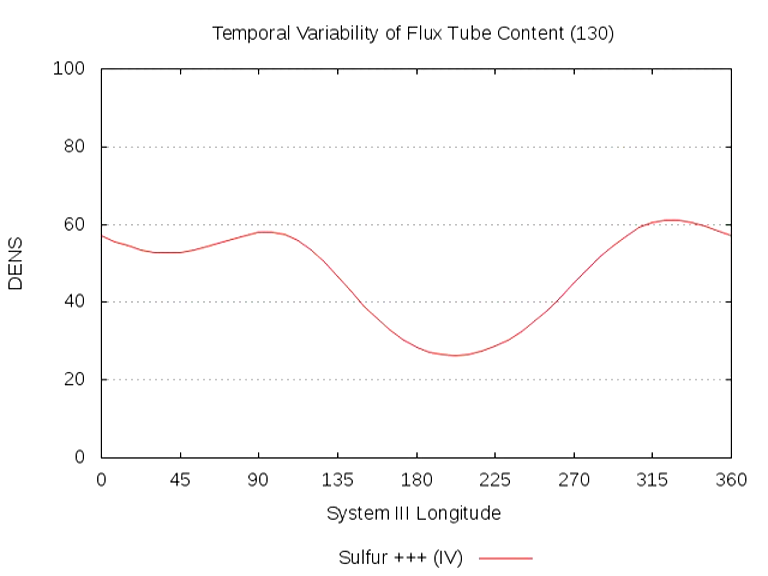 Temporal Variability of Flux Tube Content (130)
100
80
60
40
20
0
DENS
0 45 90 135 180 225 270 315 360
System III Longitude
Sulfur +++ (IV)